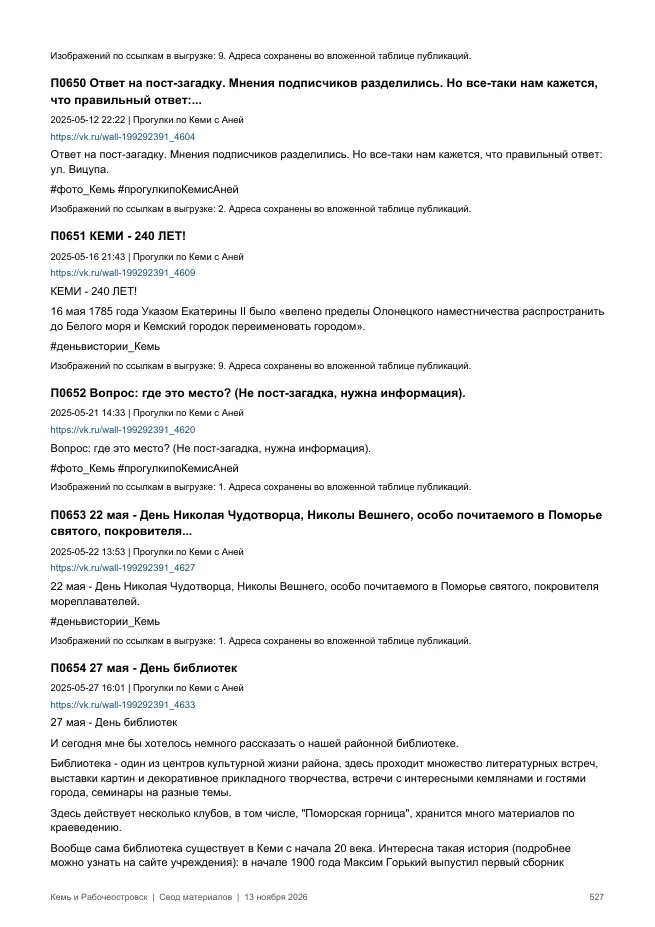 Изображений по ссылкам в выгрузке: 9. Адреса сохранены во вложенной таблице публикаций.
П0650 Ответ на пост-загадку. Мнения подписчиков разделились. Но все-таки нам кажется,
что правильный ответ:...
2025-05-12 22:22 | Прогулки по Кеми с Аней
https://vk.ru/wall-199292391_4604
Ответ на пост-загадку. Мнения подписчиков разделились. Но все-таки нам кажется, что правильный ответ:
ул. Вицупа.
#фото_Кемь #прогулкипоКемисАней
Изображений по ссылкам в выгрузке: 2. Адреса сохранены во вложенной таблице публикаций.
П0651 КЕМИ - 240 ЛЕТ!
2025-05-16 21:43 | Прогулки по Кеми с Аней
https://vk.ru/wall-199292391_4609
КЕМИ - 240 ЛЕТ!
16 мая 1785 года Указом Екатерины II было «велено пределы Олонецкого наместничества распространить
до Белого моря и Кемский городок переименовать городом».
#деньвистории_Кемь
Изображений по ссылкам в выгрузке: 9. Адреса сохранены во вложенной таблице публикаций.
П0652 Вопрос: где это место? (Не пост-загадка, нужна информация).
2025-05-21 14:33 | Прогулки по Кеми с Аней
https://vk.ru/wall-199292391_4620
Вопрос: где это место? (Не пост-загадка, нужна информация).
#фото_Кемь #прогулкипоКемисАней
Изображений по ссылкам в выгрузке: 1. Адреса сохранены во вложенной таблице публикаций.
П0653 22 мая - День Николая Чудотворца, Николы Вешнего, особо почитаемого в Поморье
святого, покровителя...
2025-05-22 13:53 | Прогулки по Кеми с Аней
https://vk.ru/wall-199292391_4627
22 мая - День Николая Чудотворца, Николы Вешнего, особо почитаемого в Поморье святого, покровителя
мореплавателей.
#деньвистории_Кемь
Изображений по ссылкам в выгрузке: 1. Адреса сохранены во вложенной таблице публикаций.
П0654 27 мая - День библиотек
2025-05-27 16:01 | Прогулки по Кеми с Аней
https://vk.ru/wall-199292391_4633
27 мая - День библиотек
И сегодня мне бы хотелось немного рассказать о нашей районной библиотеке.
Библиотека - один из центров культурной жизни района, здесь проходит множество литературных встреч,
выставки картин и декоративное прикладного творчества, встречи с интересными кемлянами и гостями
города, семинары на разные темы.
Здесь действует несколько клубов, в том числе, "Поморская горница", хранится много материалов по
краеведению.
Вообще сама библиотека существует в Кеми с начала 20 века. Интересна такая история (подробнее
можно узнать на сайте учреждения): в начале 1900 года Максим Горький выпустил первый сборник
Кемь и Рабочеостровск | Свод материалов | 13 ноября 2026
527